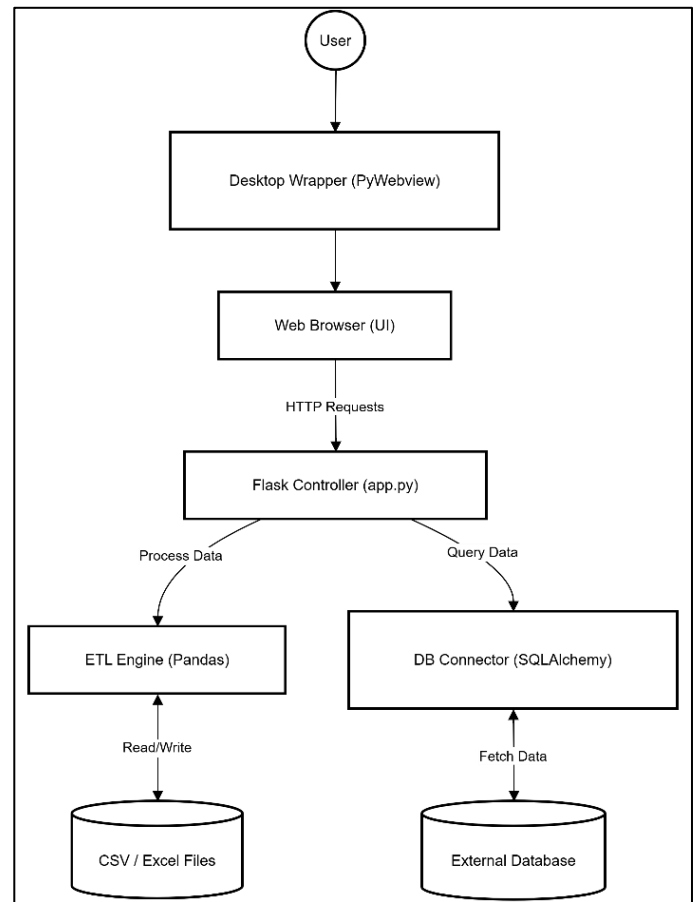 User
Desktop Wrapper (PyWebview)
Web Browser (UI)
HTTP Requests
Flask Controller (app.py)
Process Data
Query Data
ETL Engine (Pandas)
DB Connector (SQLAlchemy)
Read/Write
Fetch Data
CSV / Excel Files
External Database